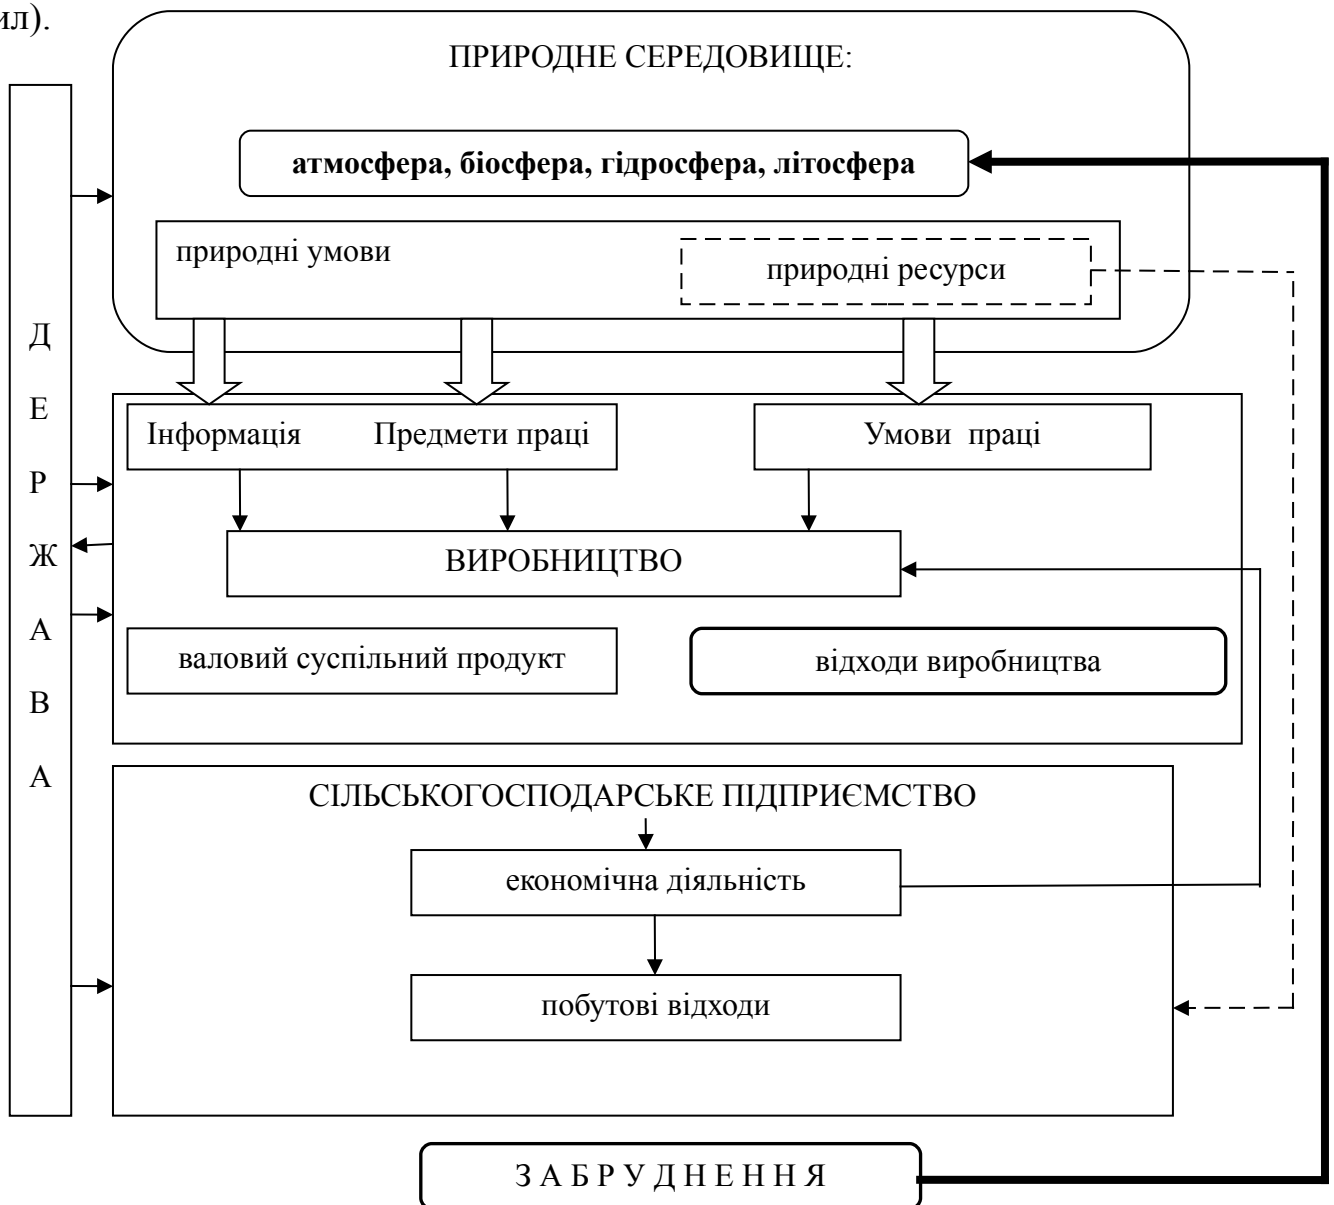 ил).
ПРИРОДНЕ СЕРЕДОВИЩЕ:
атмосфера, біосфера, гідросфера, літосфера
природні умови
природні ресурси
Д
Е
Р
Ж
А
В
А
Інформація Предмети праці
Умови праці
ВИРОБНИЦТВО
валовий суспільний продукт
відходи виробництва
СІЛЬСЬКОГОСПОДАРСЬКЕ ПІДПРИЄМСТВО
економічна діяльність
побутові відходи
З А Б Р У Д Н Е Н Н Я